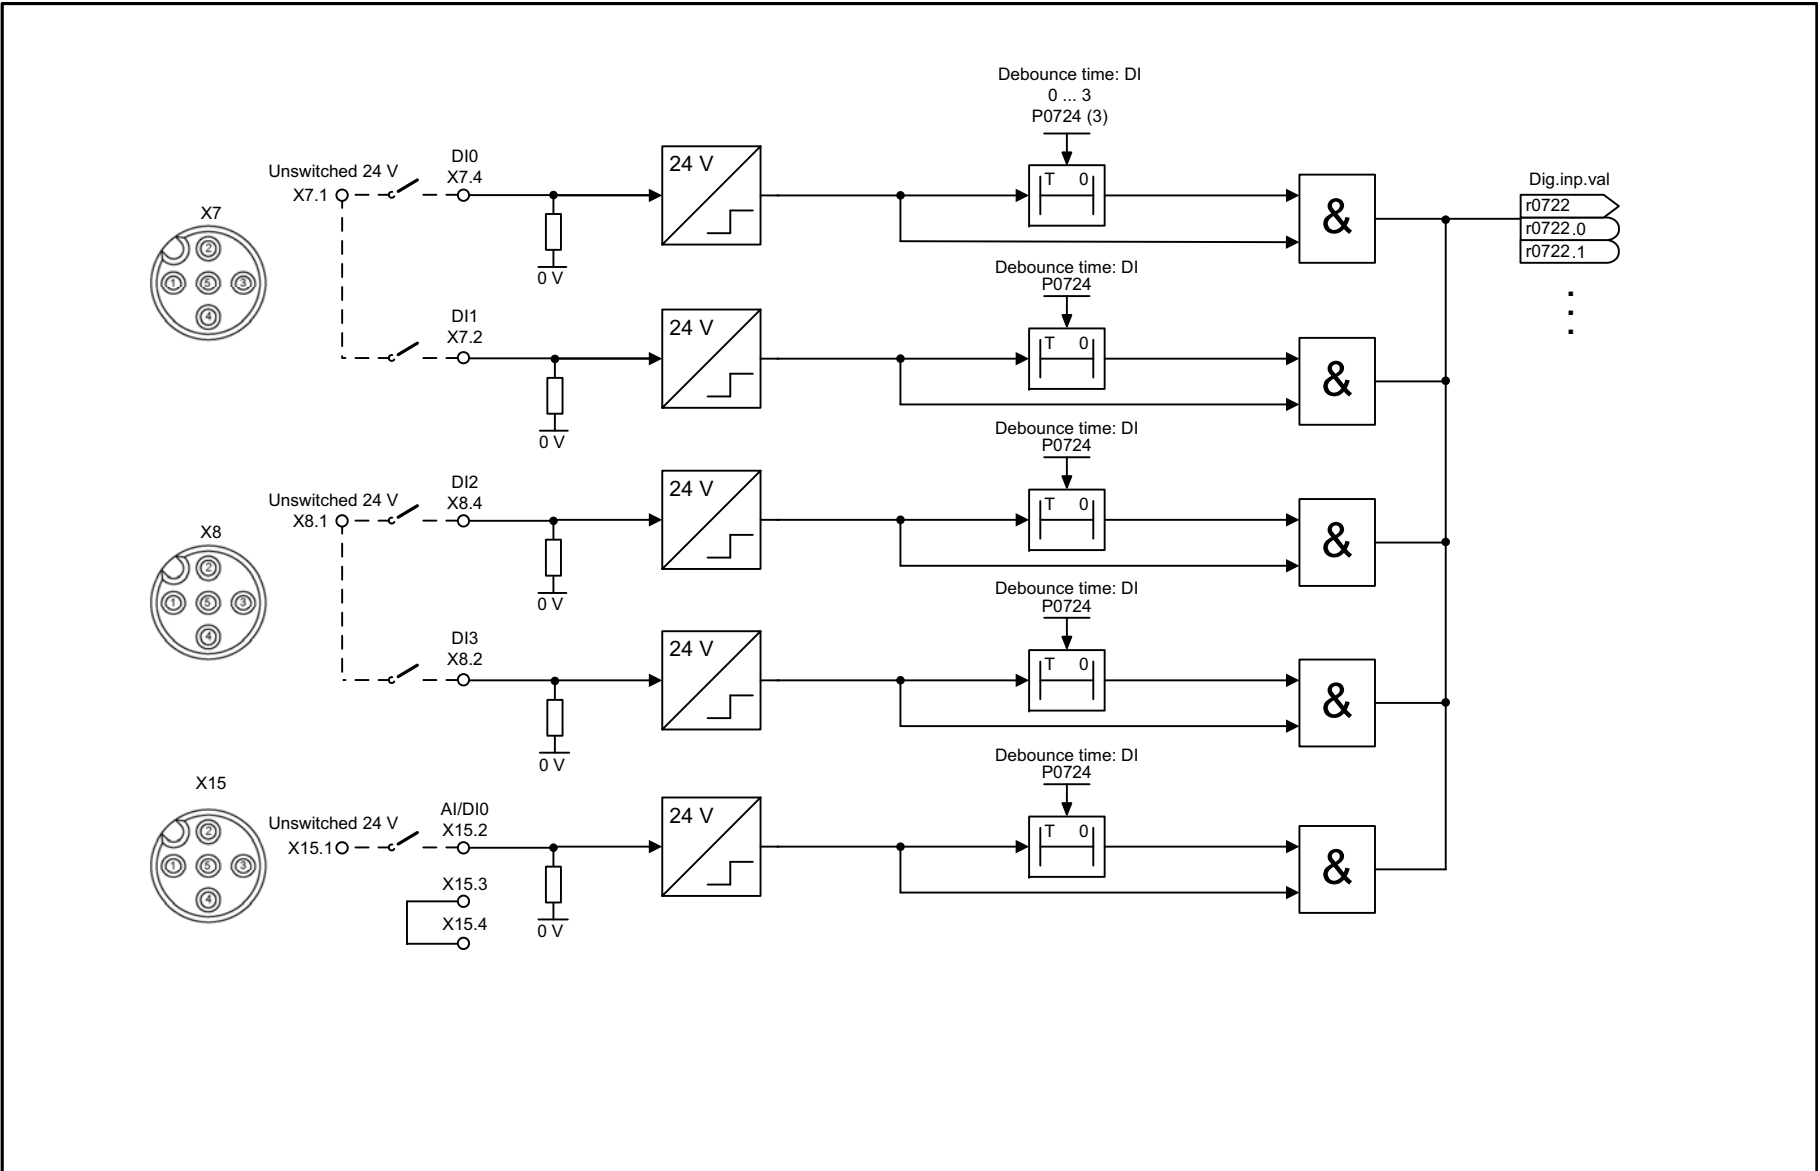 Debounce time: DI
0 ... 3
P0724 (3)
Unswitched 24 V
X7.1
DI0
X7.4
24 V
T 0
&
Dig.inp.val
r0722
r0722.0
r0722.1
X7
2
1 5 3
4
0 V
Debounce time: DI
P0724
DI1
X7.2
24 V
T 0
&
0 V
Debounce time: DI
P0724
Unswitched 24 V
X8.1
DI2
X8.4
24 V
T 0
&
X8
2
1 5 3
4
0 V
Debounce time: DI
P0724
DI3
X8.2
24 V
T 0
&
0 V
Debounce time: DI
P0724
X15
2
1 5 3
4
Unswitched 24 V
X15.1
AI/DI0
X15.2
24 V
T 0
&
X15.3
X15.4
0 V